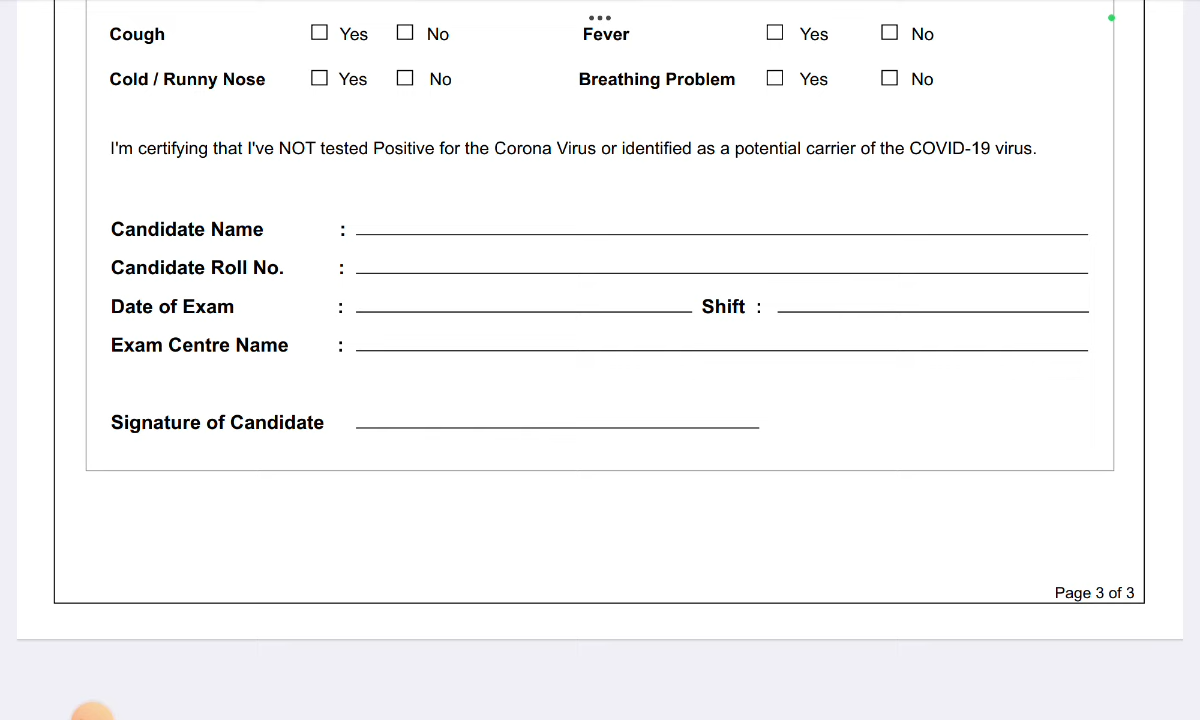 Cough Yes No Fever Yes No
Cold / Runny Nose Yes No Breathing Problem Yes No
I'm certifying that I've NOT tested Positive for the Corona Virus or identified as a potential carrier of the COVID-19 virus.
Candidate Name :
Candidate Roll No. :
Date of Exam : Shift :
Exam Centre Name :
Signature of Candidate
Page 3 of 3